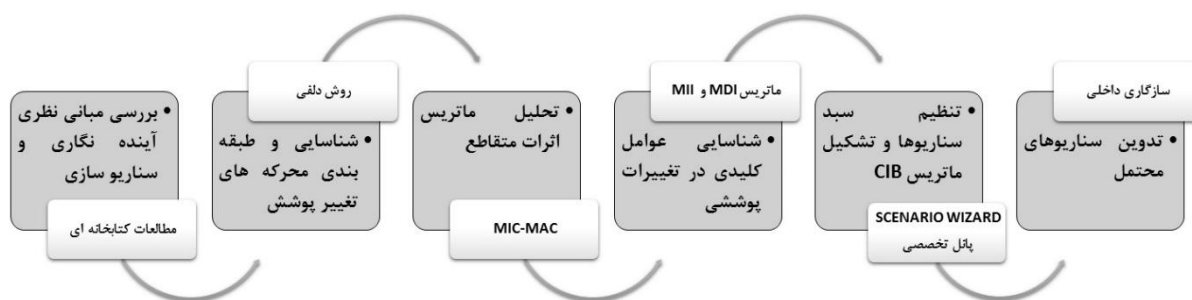 • بررسی مبانی نظری
آینده نگاری و
سناریو سازی
مطالعات کتابخانه ای
روش دلفی
• شناسایی و طبقه
بندی محرکه های
تغییر پوشش
• تحلیل ماتریس
اثرات متقاطع
MIC-MAC
ماتریس MDI و MII
• شناسایی عوامل
کلیدی در تغییرات
پوششی
• تنظیم سبد
سناریوها و تشکیل
ماتریس CIB
SCENARIO WIZARD
پانل تخصصی
سازگاری داخلی
• تدوین سناریوهای
محتمل